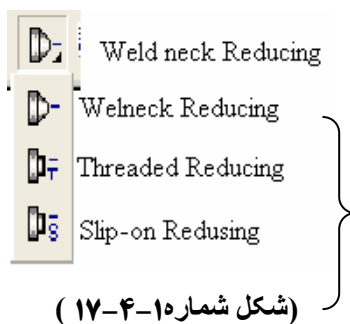 Weld neck Reducing
Welneck Reducing
Threaded Reducing
Slip-on Redusing
(شکل شماره۱-۴-۱۷ )